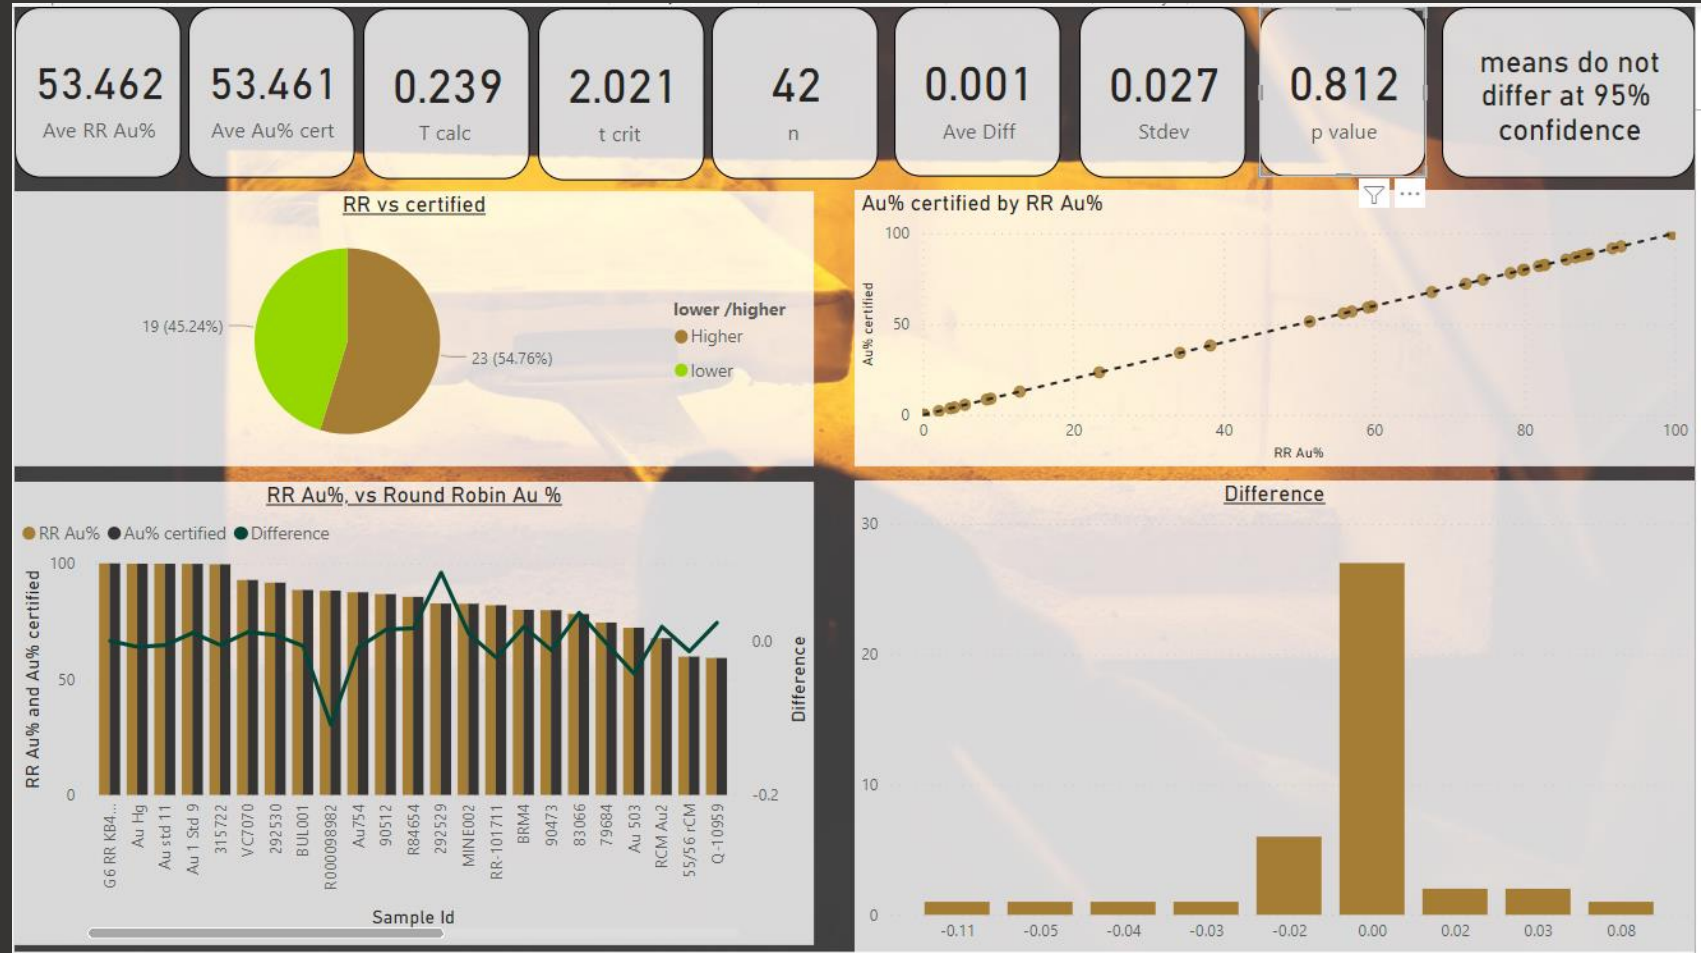 53.462
Ave RR Au%
53.461
Ave Au% cert
0.239
T calc
2.021
t crit
42
n
0.001
Ave Diff
0.027
Stdev
0.812
p value
means do not
differ at 95%
confidence
RR vs certified
19 (45.24%)
23 (54.76%)
lower /higher
Higher
lower
Au% certified by RR Au%
Au% certified
100
50
0
0 20 40 60 80 100
RR Au%
RR Au%, vs Round Robin Au %
RR Au% Au% certified Difference
RR Au% and Au% certified
100
50
0
0.0
-0.2
Difference
G6 RR KB4...
Au Hg
Au std 11
Au 1 Std 9
315722
VC7070
292530
BUL001
R000098982
Au754
90512
R84654
292529
MINE002
RR-101711
BRM4
90473
83066
79684
Au 503
RCM Au2
55/56 rCM
Q-10959
Sample Id
Difference
30
20
10
0
-0.11 -0.05 -0.04 -0.03 -0.02 0.00 0.02 0.03 0.08